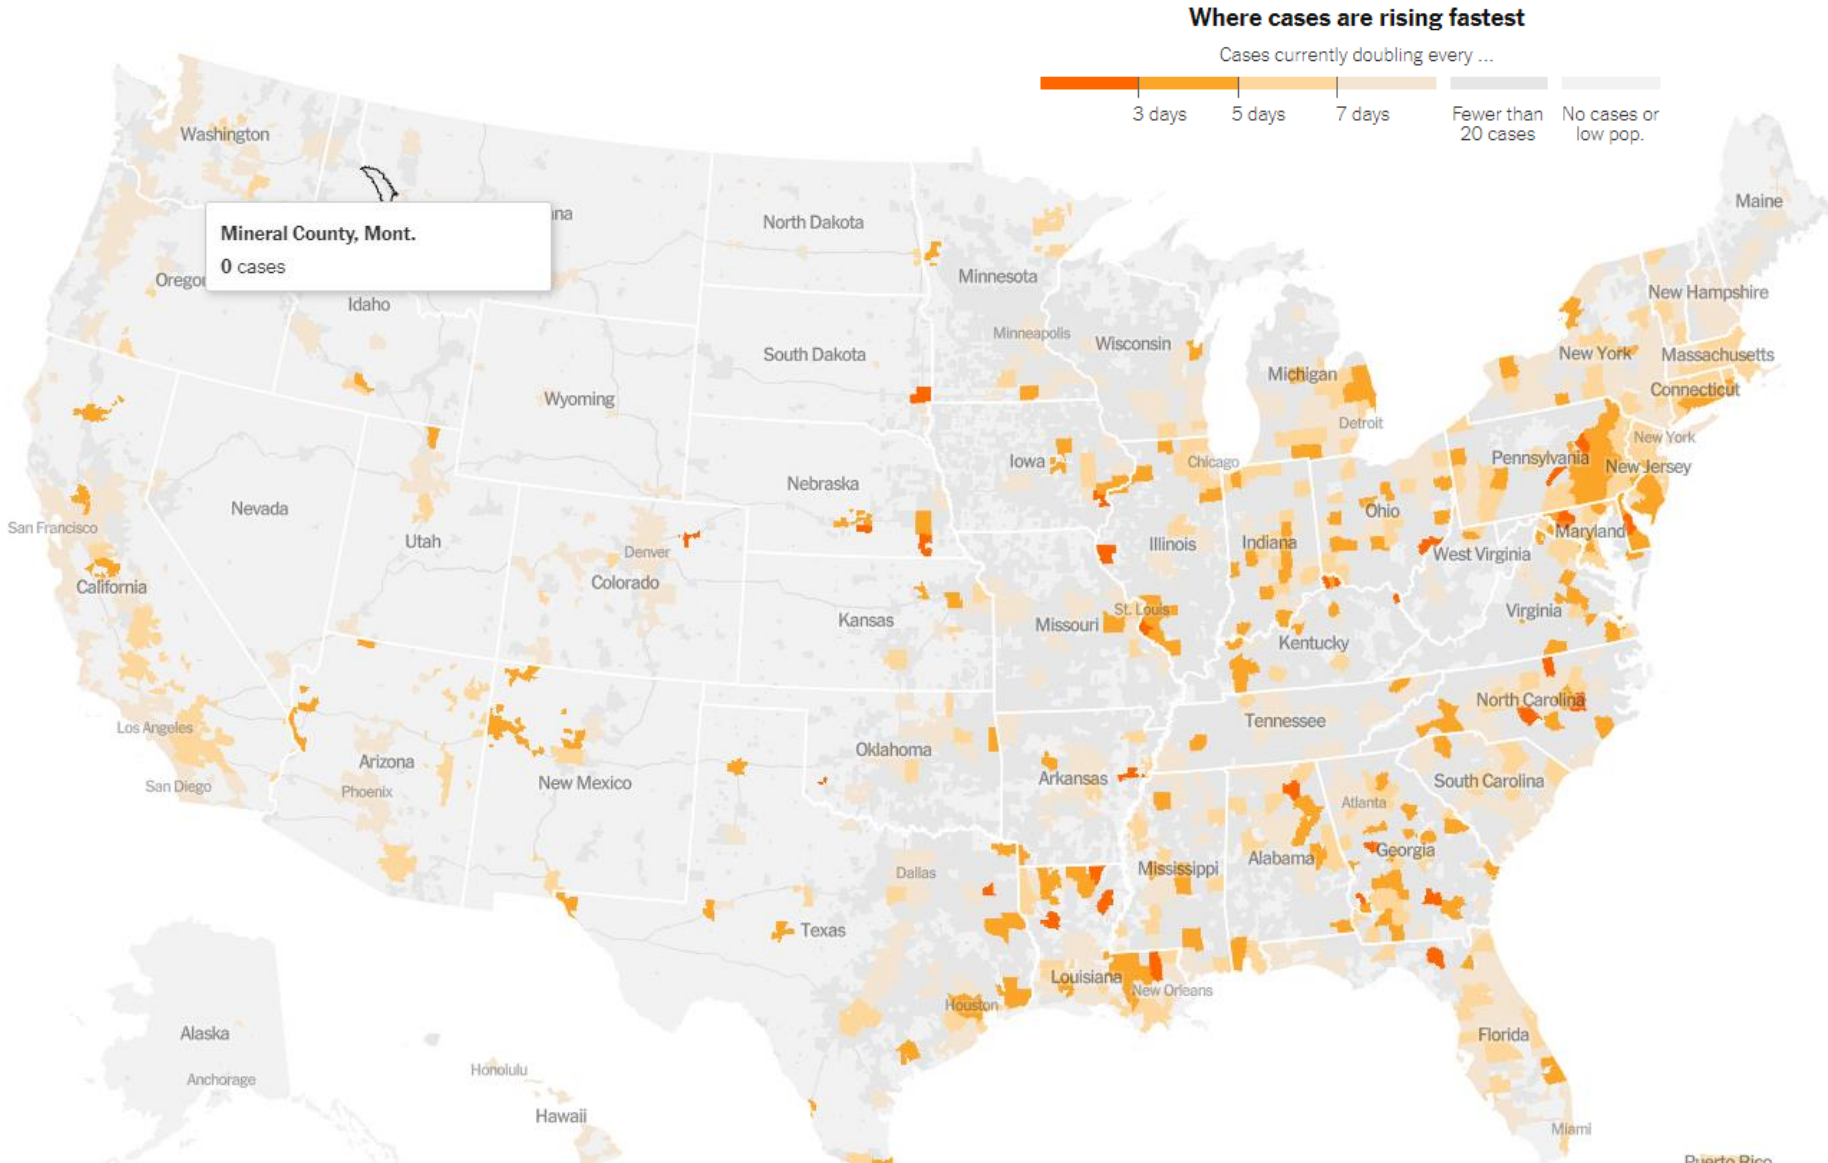 Where cases are rising fastest
Cases currently doubling every ...
3 days
5 days
7 days
Fewer than
20 cases
No cases or
low pop.
Washington
Maine
Mineral County, Mont.
0 cases
na
North Dakota
Minnesota
Oregon
Idaho
New Hampshire
Minneapolis
Wisconsin
South Dakota
New York
Massachusetts
Michigan
Connecticut
Wyoming
Detroit
New York
Iowa
Chicago
Pennsylvania
New Jersey
Nebraska
Nevada
Ohio
San Francisco
Utah
Denver
Illinois
Indiana
Maryland
West Virginia
Colorado
California
St. Louis
Virginia
Kansas
Missouri
Kentucky
North Carolina
Tennessee
Los Angeles
Oklahoma
Arizona
Arkansas
New Mexico
South Carolina
San Diego
Phoenix
Atlanta
Georgia
Alabama
Mississippi
Dallas
Texas
Louisiana
New Orleans
Houston
Alaska
Florida
Honolulu
Anchorage
Hawaii
Miami
Puerto Rico